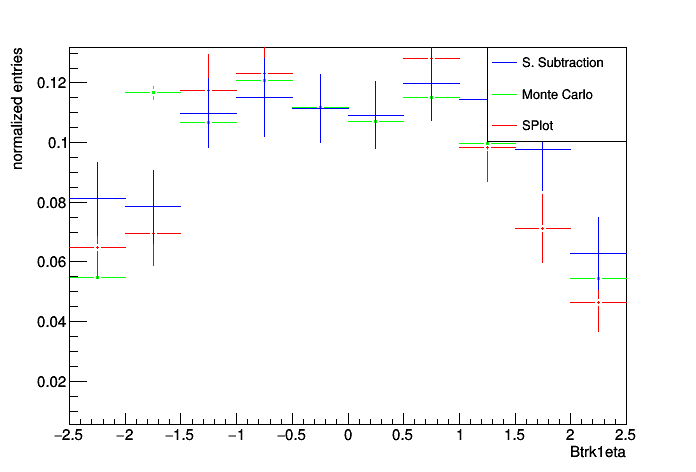 normalized entries
0.12
0.1
0.08
0.06
0.04
0.02
S. Subtraction
Monte Carlo
SPlot
−2.5 −2 −1.5 −1 −0.5 0 0.5 1 1.5 2 2.5
Btrk1eta